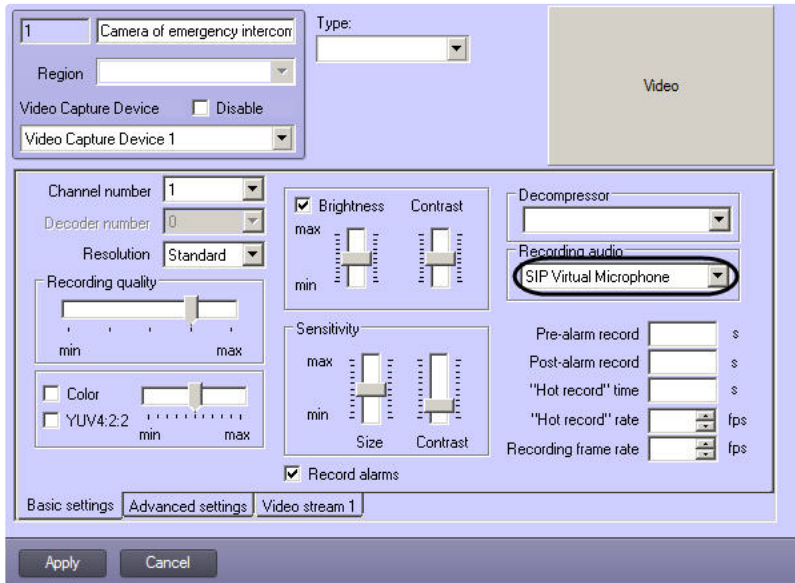 1 Camera of emergency intercom
Type:
Region
Video Capture Device Disable
Video Capture Device 1
Video
Channel number 1
Decoder number 0
Resolution Standard
Recording quality
min max
Color
YUV4:2:2
min max
Brightness Contrast
max
min
Sensitivity
max
min
Size Contrast
Record alarms
Decompressor
Recording audio
SIP Virtual Microphone
Pre-alarm record s
Post-alarm record s
"Hot record" time s
"Hot record" rate fps
Recording frame rate fps
Basic settings Advanced settings Video stream 1
Apply Cancel